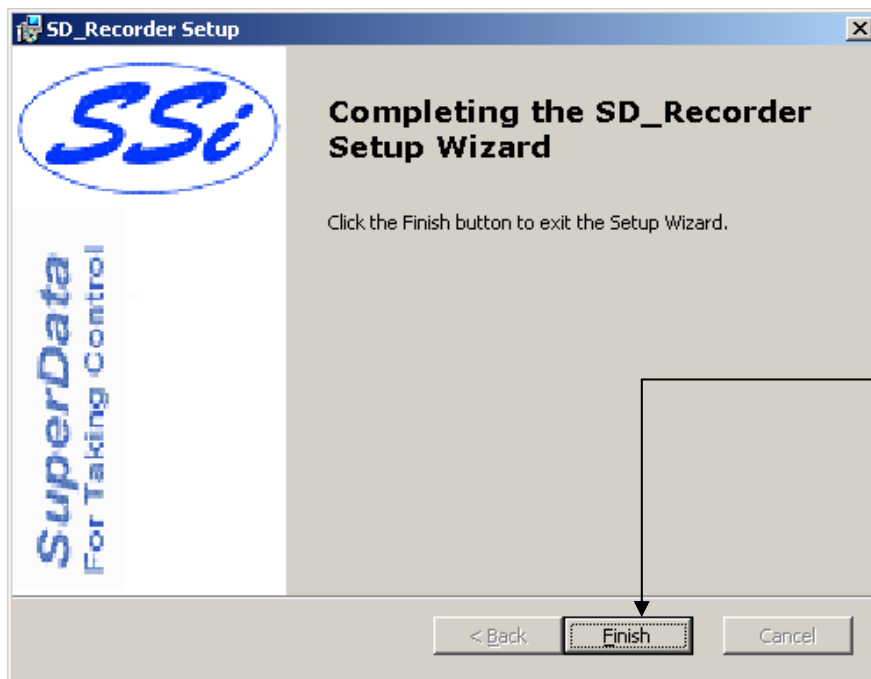 SD_Recorder Setup
SSi
SuperData
For Taking Control
Completing the SD_Recorder
Setup Wizard
Click the Finish button to exit the Setup Wizard.
< Back
Finish
Cancel